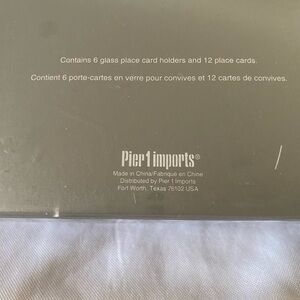 Contains 6 glass place card holders and 12 place cards.
Contient 6 porte-cartes en verre pour convives et 12 cartes de convives.
Pier 1 imports®
Made in China/Fabriqué en Chine
Distributed by Pier 1 Imports
Fort Worth, Texas 76102 USA